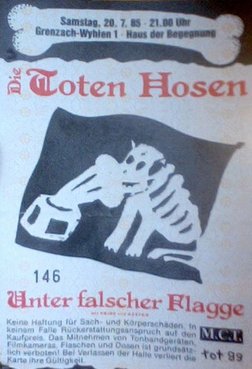 Samstag, 20. 7. 85 - 21.00 Uhr
Grenzach-Wyhlen 1 - Haus der Begegnung
Die
Toten Hosen
146
Unter falscher Flagge
Keine Haftung für Sach- und Körperschäden. In
keinem Falle Rückerstattungsanspruch auf den
Kaufpreis. Das Mitnehmen von Tonbandgeräten,
Filmkameras, Flaschen und Dosen ist grundsätz-
lich verboten! Bei Verlassen der Halle verliert die
Karte ihre Gültigkeit.
M.C.T.
tot 99